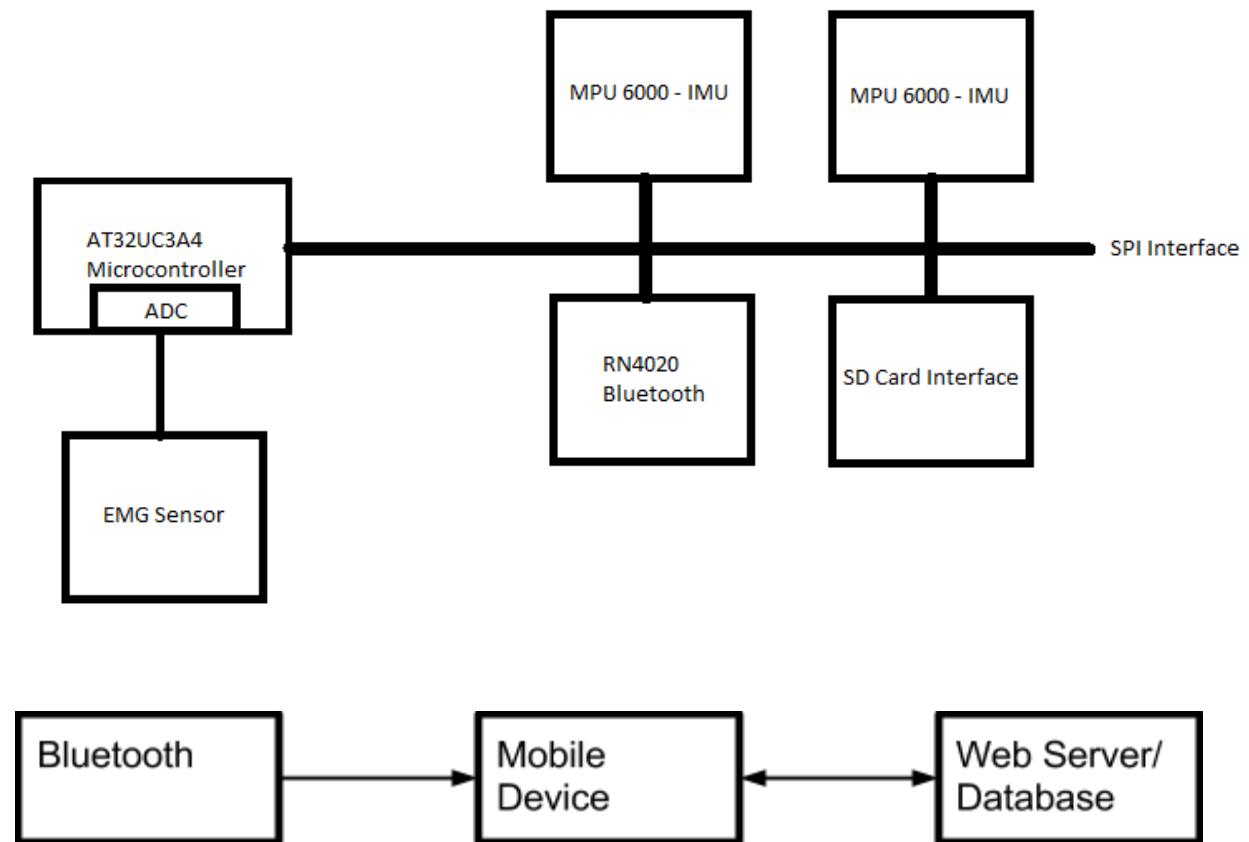 MPU 6000 - IMU
MPU 6000 - IMU
AT32UC3A4
Microcontroller
ADC
SPI Interface
RN4020
Bluetooth
SD Card Interface
EMG Sensor
Bluetooth
Mobile
Device
Web Server/
Database